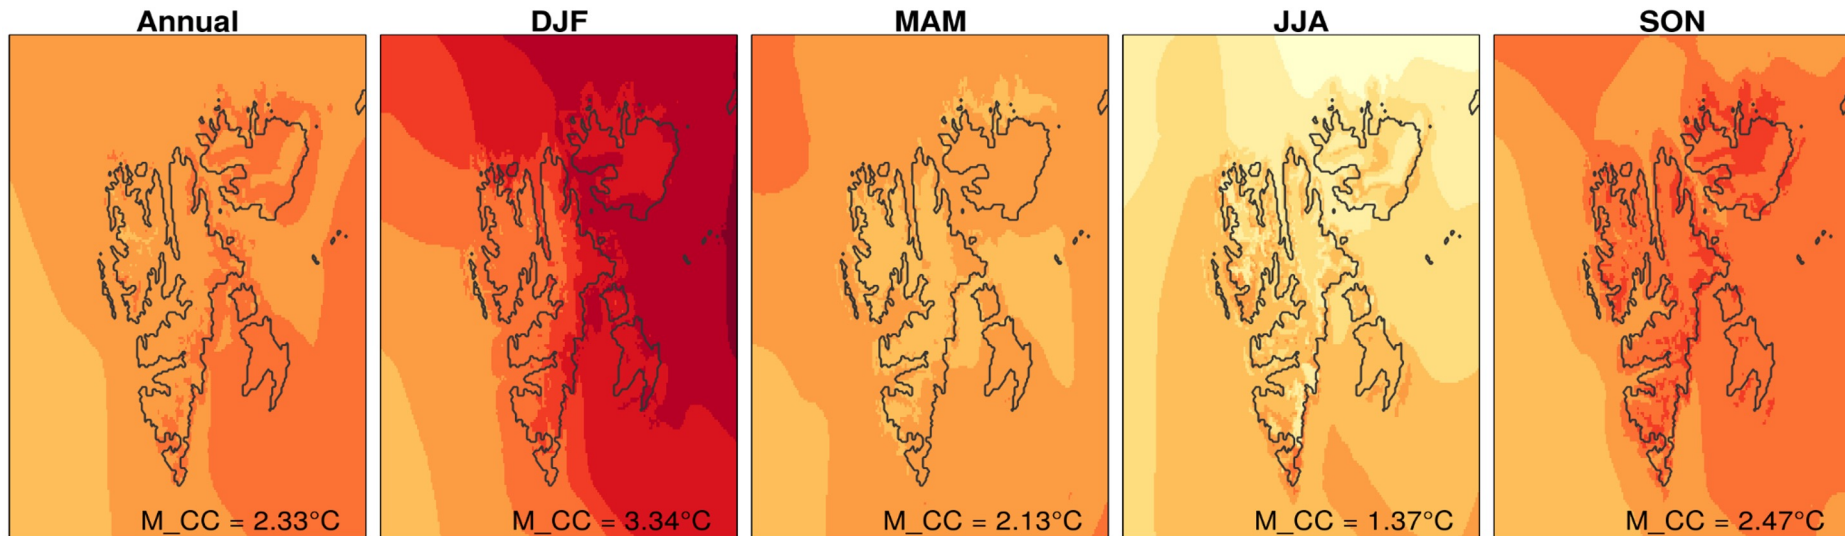 Annual DJF MAM JJA SON
M_CC = 2.33°C M_CC = 3.34°C M_CC = 2.13°C M_CC = 1.37°C M_CC = 2.47°C